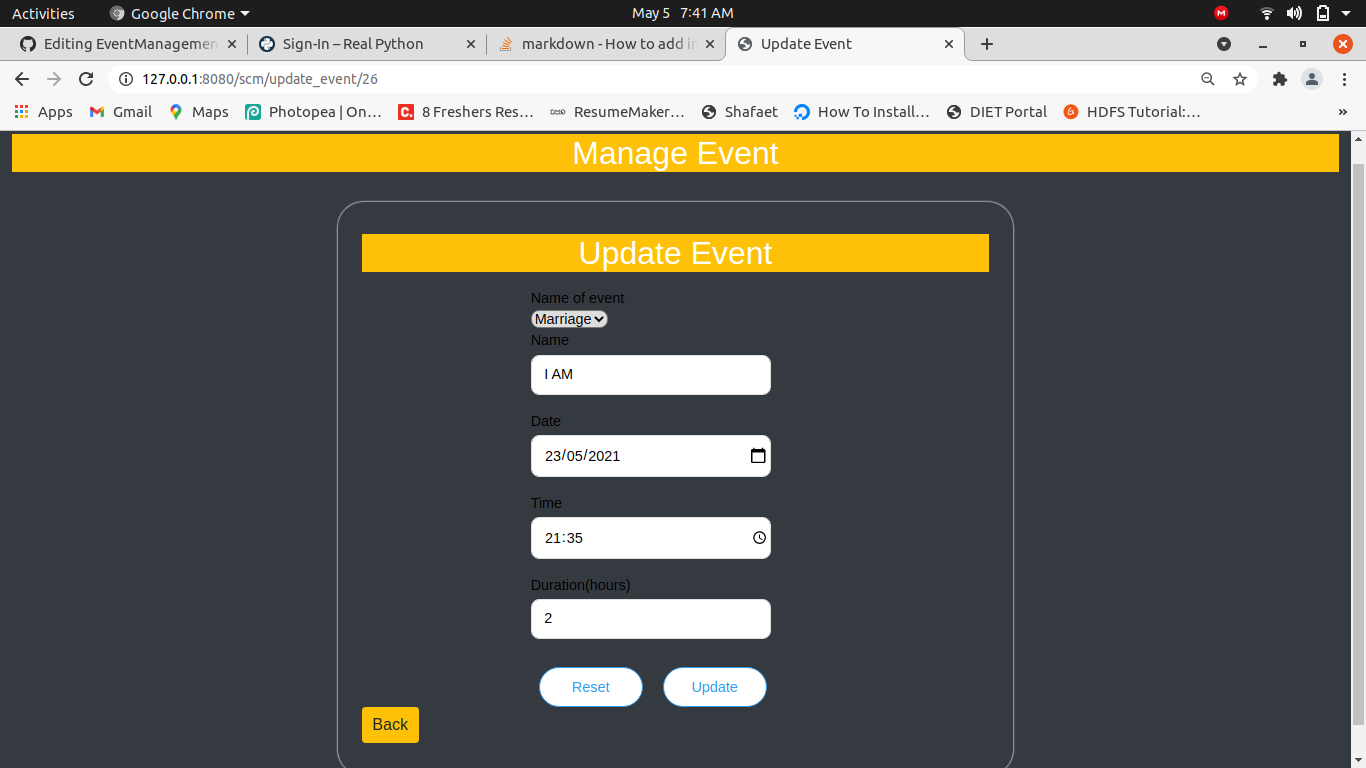 Activities Google Chrome May 5 7:41 AM
Editing EventManagemen Sign-In – Real Python markdown - How to add in Update Event
127.0.0.1:8080/scm/update_event/26
Apps Gmail Maps Photopea | On… 8 Freshers Res… ResumeMaker… Shafaet How To Install… DIET Portal HDFS Tutorial:… »
Manage Event
Update Event
Name of event
Marriage
Name
I AM
Date
23/05/2021
Time
21:35
Duration(hours)
2
Reset Update
Back